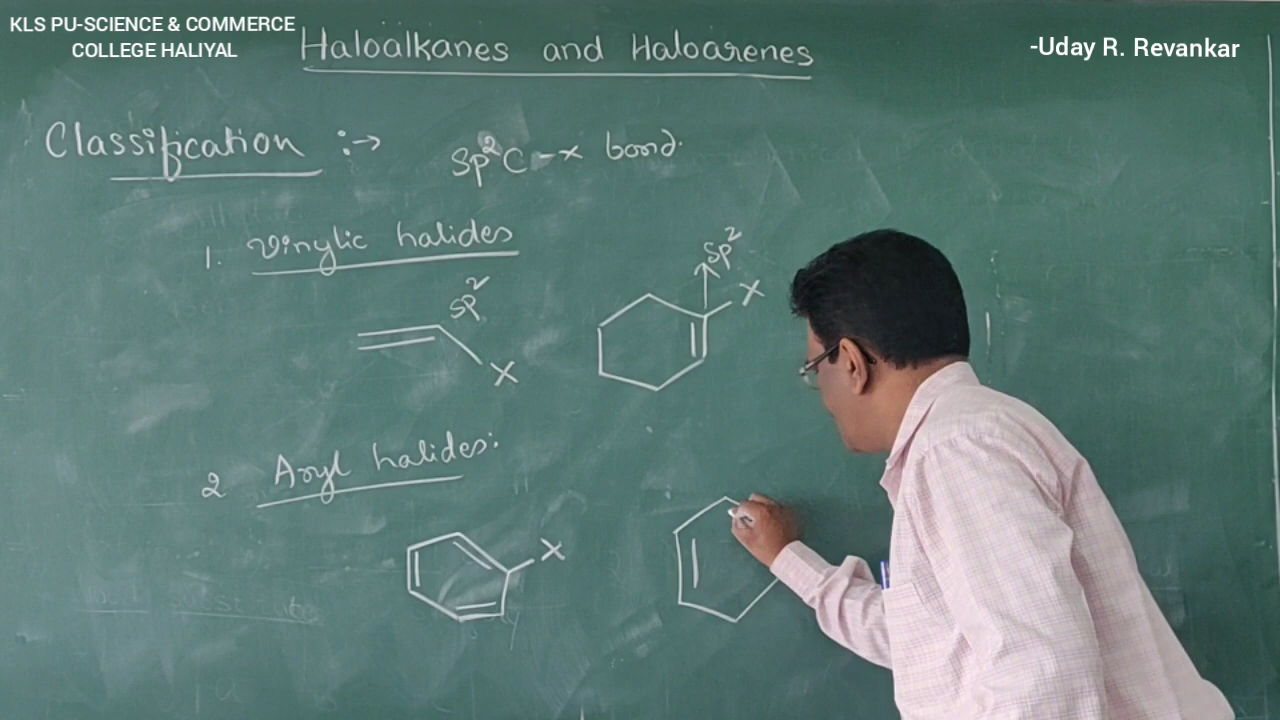 KLS PU-SCIENCE & COMMERCE
COLLEGE HALIYAL
Haloalkanes and Haloarenes
-Uday R. Revankar
Classification :→ Sp²C-x bond.
1. Vinylic halides
Sp²
X
Sp²
X
2 Aryl halides:
X